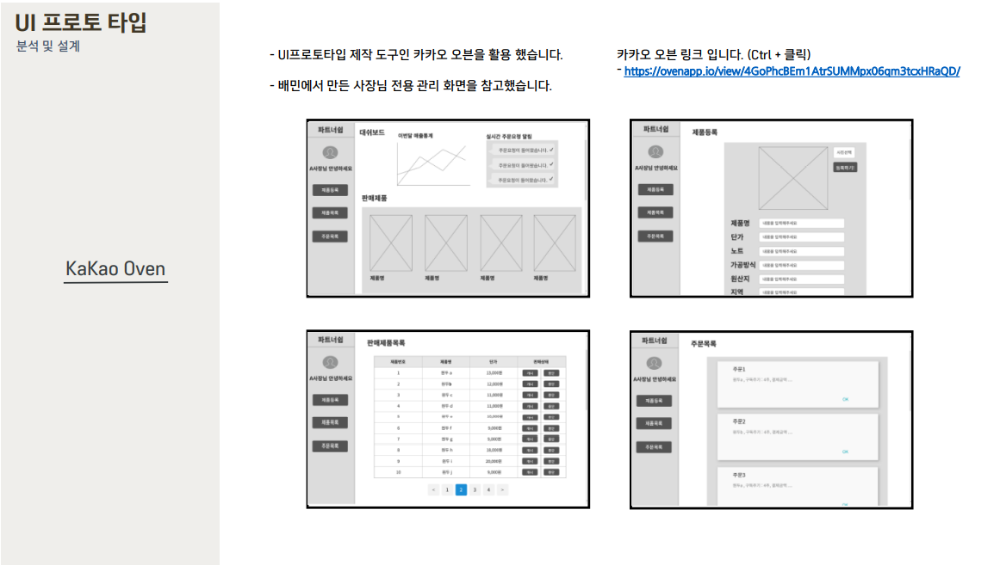 UI 프로토 타입
분석 및 설계
KaKao Oven
- UI프로토타입 제작 도구인 카카오 오븐을 활용 했습니다.
- 배민에서 만든 사장님 전용 관리 화면을 참고했습니다.
카카오 오븐 링크 입니다. (Ctrl + 클릭)
- https://ovenapp.io/view/4GoPhcBEm1AtrSUMMpx06qm3tcxHRaQD/
파트너쉽
A사장님 안녕하세요
제품등록
제품목록
주문목록
대쉬보드
이번달 매출통계
실시간 주문요청 알림
주문요청이 들어왔습니다. ✓
주문요청이 들어왔습니다. ✓
주문요청이 들어왔습니다. ✓
판매제품
제품명 제품명 제품명 제품명
파트너쉽
A사장님 안녕하세요
제품등록
제품목록
주문목록
제품등록
사진선택
등록하기!
제품명 내용을 입력해주세요
단가 내용을 입력해주세요
노트 내용을 입력해주세요
가공방식 내용을 입력해주세요
원산지 내용을 입력해주세요
지역 내용을 입력해주세요
파트너쉽
A사장님 안녕하세요
제품등록
제품목록
주문목록
판매제품목록
제품번호 제품명 단가 판매상태
1 원두 a 13,000원
2 원두b 12,000원
3 원두 c 11,000원
4 원두 d 11,000원
5 원두 e 10,000원
6 원두 f 9,000원
7 원두 g 9,000원
8 원두 h 18,000원
9 원두 i 20,000원
10 원두 j 9,000원
< 1 2 3 4 >
파트너쉽
A사장님 안녕하세요
제품등록
제품목록
주문목록
주문목록
주문1
원두a, 구독주기 : 4주, 결제금액, ...
OK
주문2
원두a, 구독주기 : 4주, 결제금액, ...
OK
주문3
원두a, 구독주기 : 4주, 결제금액, ...
OK